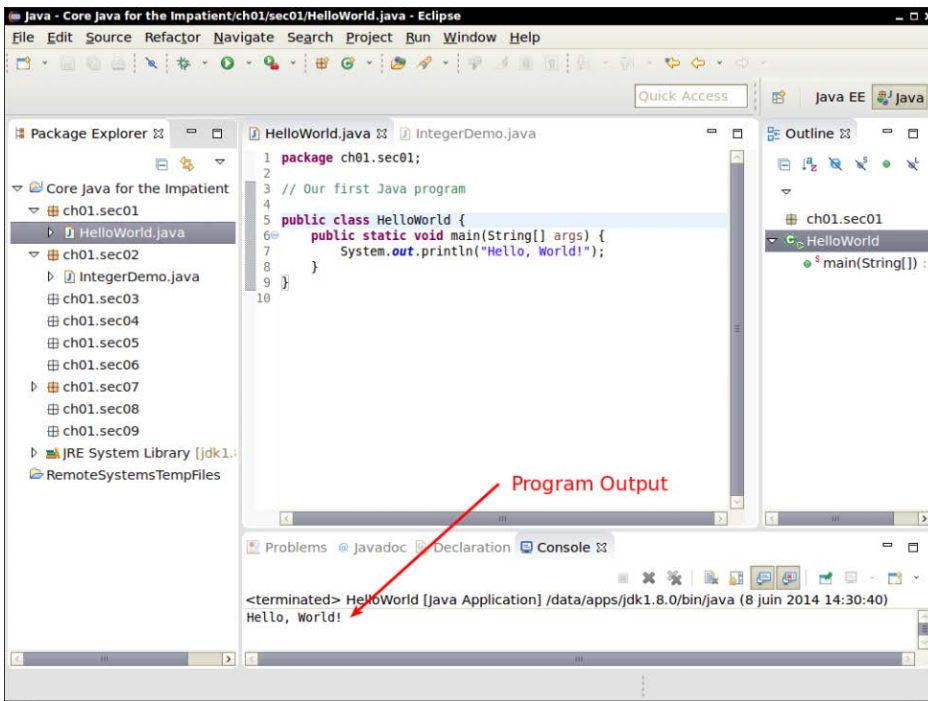 Java - Core Java for the Impatient/ch01/sec01/HelloWorld.java - Eclipse
File Edit Source Refactor Navigate Search Project Run Window Help
Quick Access
Java EE
Java
Package Explorer
Core Java for the Impatient
ch01.sec01
HelloWorld.java
ch01.sec02
IntegerDemo.java
ch01.sec03
ch01.sec04
ch01.sec05
ch01.sec06
ch01.sec07
ch01.sec08
ch01.sec09
JRE System Library [jdk1.
RemoteSystemsTempFiles
HelloWorld.java IntegerDemo.java
1 package ch01.sec01;
2
3 // Our first Java program
4
5 public class HelloWorld {
6 public static void main(String[] args) {
7 System.out.println("Hello, World!");
8 }
9 }
10
Program Output
Outline
ch01.sec01
HelloWorld
main(String[]) :
Problems Javadoc Declaration Console
<terminated> HelloWorld [Java Application] /data/apps/jdk1.8.0/bin/java (8 juin 2014 14:30:40)
Hello, World!